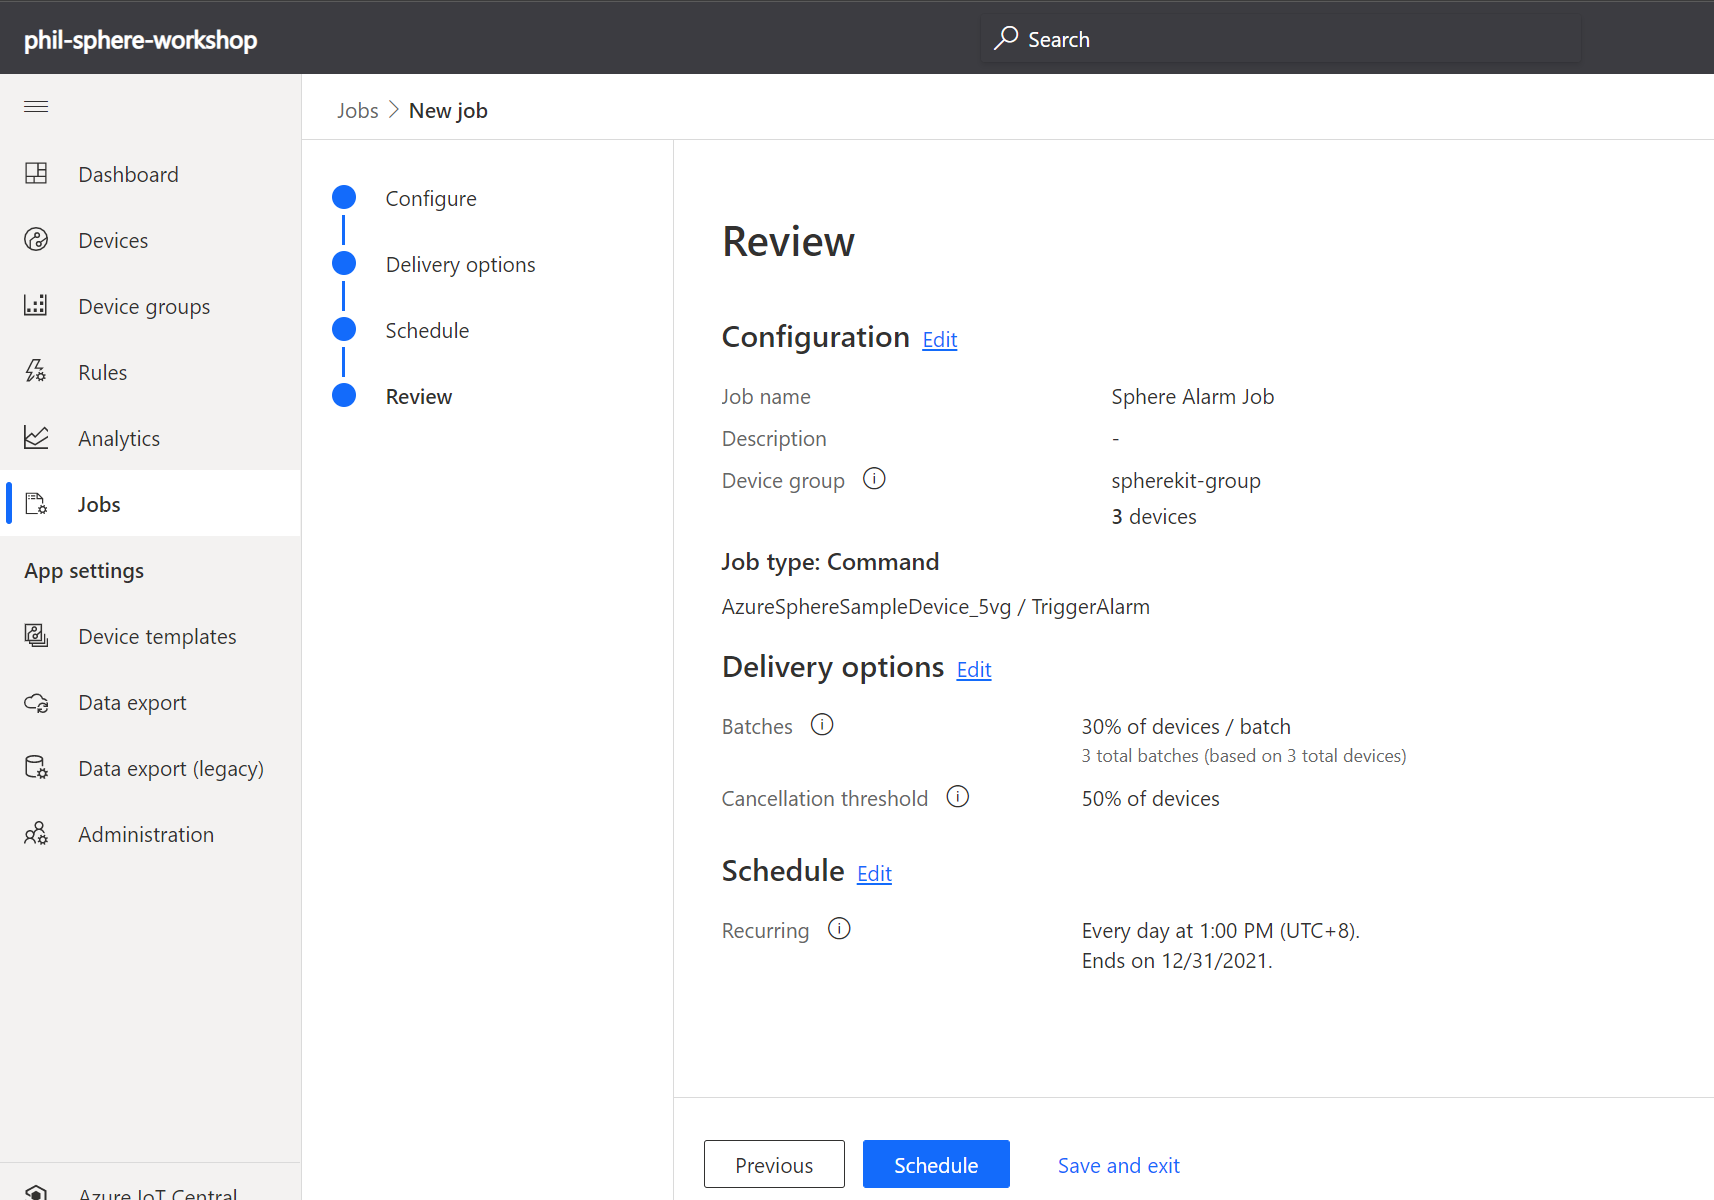 phil-sphere-workshop
Search
Dashboard
Devices
Device groups
Rules
Analytics
Jobs
App settings
Device templates
Data export
Data export (legacy)
Administration
Azure IoT Central
Jobs > New job
Configure
Delivery options
Schedule
Review
Review
Configuration Edit
Job name Sphere Alarm Job
Description -
Device group spherekit-group
3 devices
Job type: Command
AzureSphereSampleDevice_5vg / TriggerAlarm
Delivery options Edit
Batches 30% of devices / batch
3 total batches (based on 3 total devices)
Cancellation threshold 50% of devices
Schedule Edit
Recurring Every day at 1:00 PM (UTC+8).
Ends on 12/31/2021.
Previous Schedule Save and exit